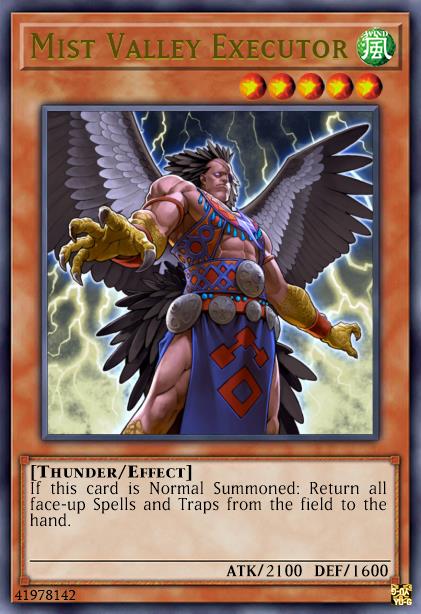 Mist Valley Executor
WIND
風
[Thunder/Effect]
If this card is Normal Summoned: Return all
face-up Spells and Traps from the field to the
hand.
ATK/2100 DEF/1600
41978142